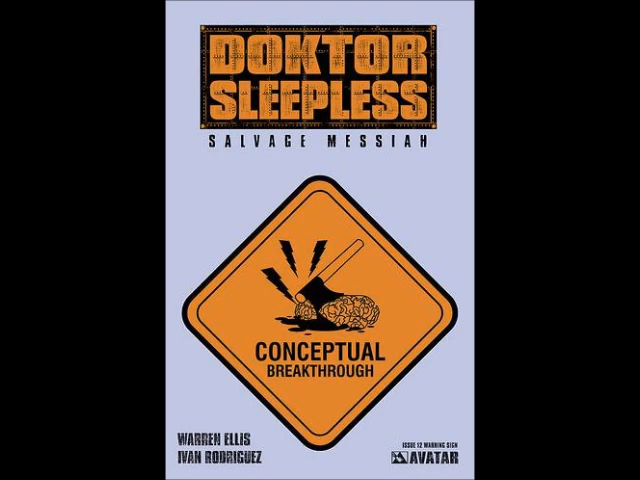 DOKTOR
SLEEPLESS
SALVAGE MESSIAH
CONCEPTUAL
BREAKTHROUGH
WARREN ELLIS
IVAN RODRIGUEZ
ISSUE 12 WARNING SIGN
AVATAR